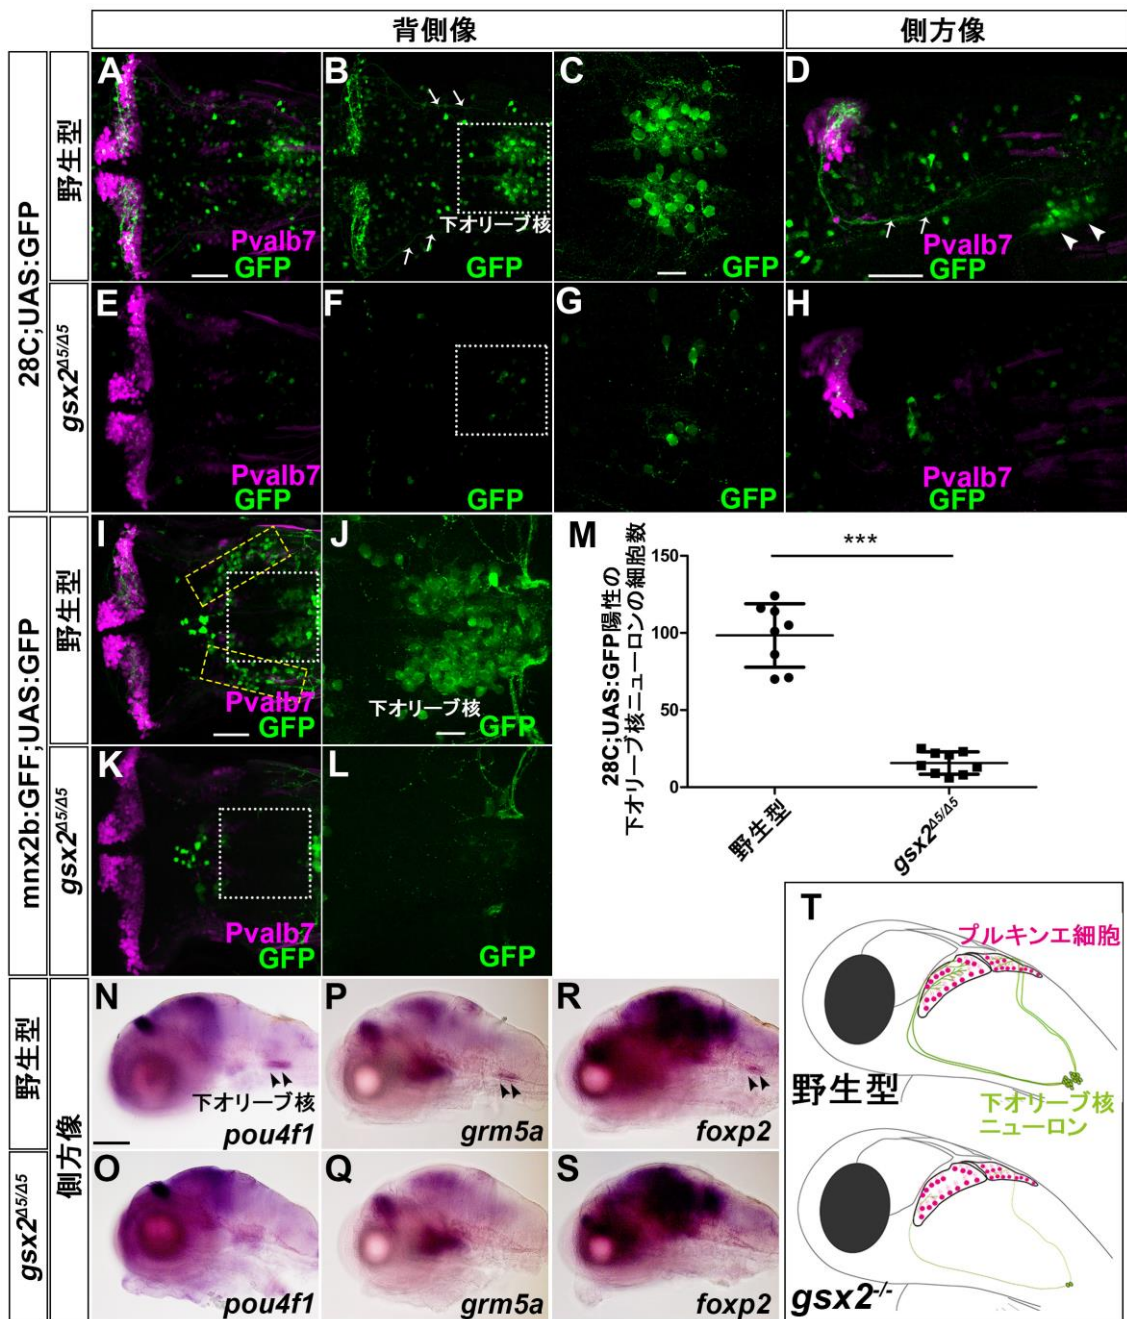 背側像
側方像
28C;UAS:GFP
野生型
A
Pvalb7
GFP
B
下オリーブ核
GFP
C
GFP
D
Pvalb7
GFP
gsx2Δ5/Δ5
E
Pvalb7
GFP
F
GFP
G
GFP
H
Pvalb7
GFP
mnx2b:GFF;UAS:GFP
野生型
I
Pvalb7
GFP
J
下オリーブ核
GFP
gsx2Δ5/Δ5
K
Pvalb7
GFP
L
GFP
M
28C;UAS:GFP陽性の
下オリーブ核ニューロンの細胞数
150
100
50
0
***
野生型
gsx2Δ5/Δ5
側方像
野生型
N
下オリーブ核
pou4f1
P
grm5a
R
foxp2
gsx2Δ5/Δ5
O
pou4f1
Q
grm5a
S
foxp2
T
プルキンエ細胞
野生型
下オリーブ核
ニューロン
gsx2-/-